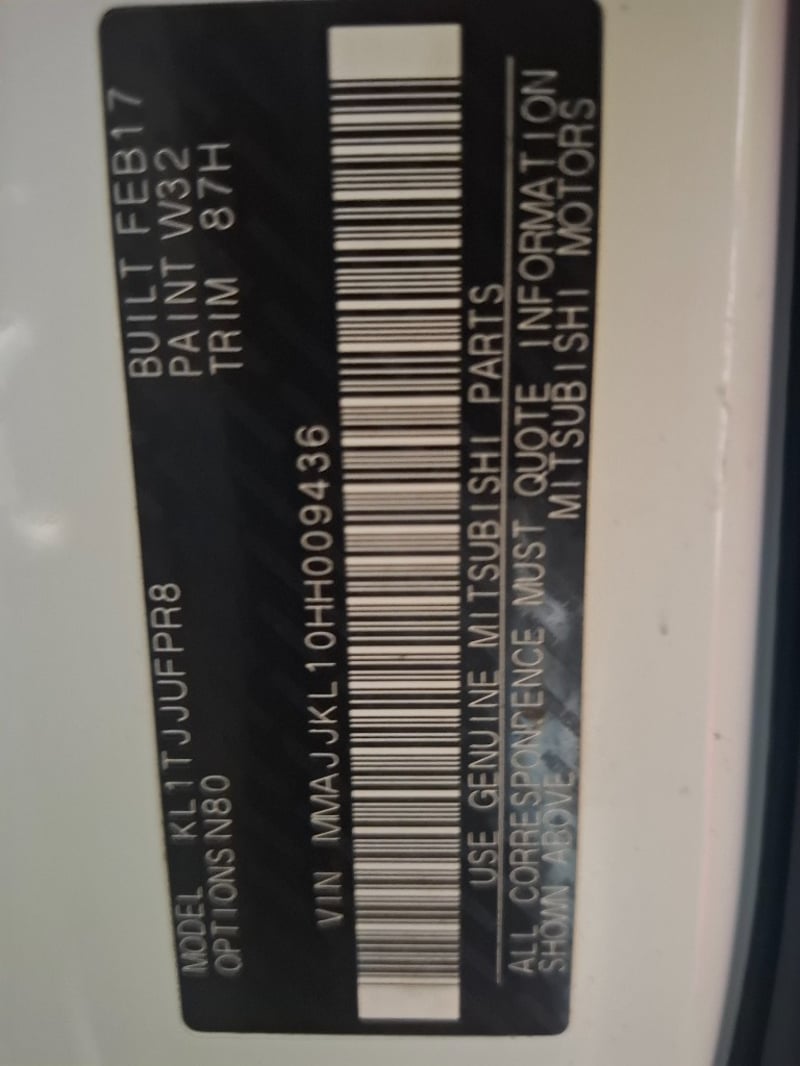 MODEL KL1TJJUFPR8 BUILT FEB17
OPTIONS N80 PAINT W32
TRIM 87H
VIN MMAJJKL10HH009436
USE GENUINE MITSUBISHI PARTS
ALL CORRESPONDENCE MUST QUOTE INFORMATION
SHOWN ABOVE MITSUBISHI MOTORS